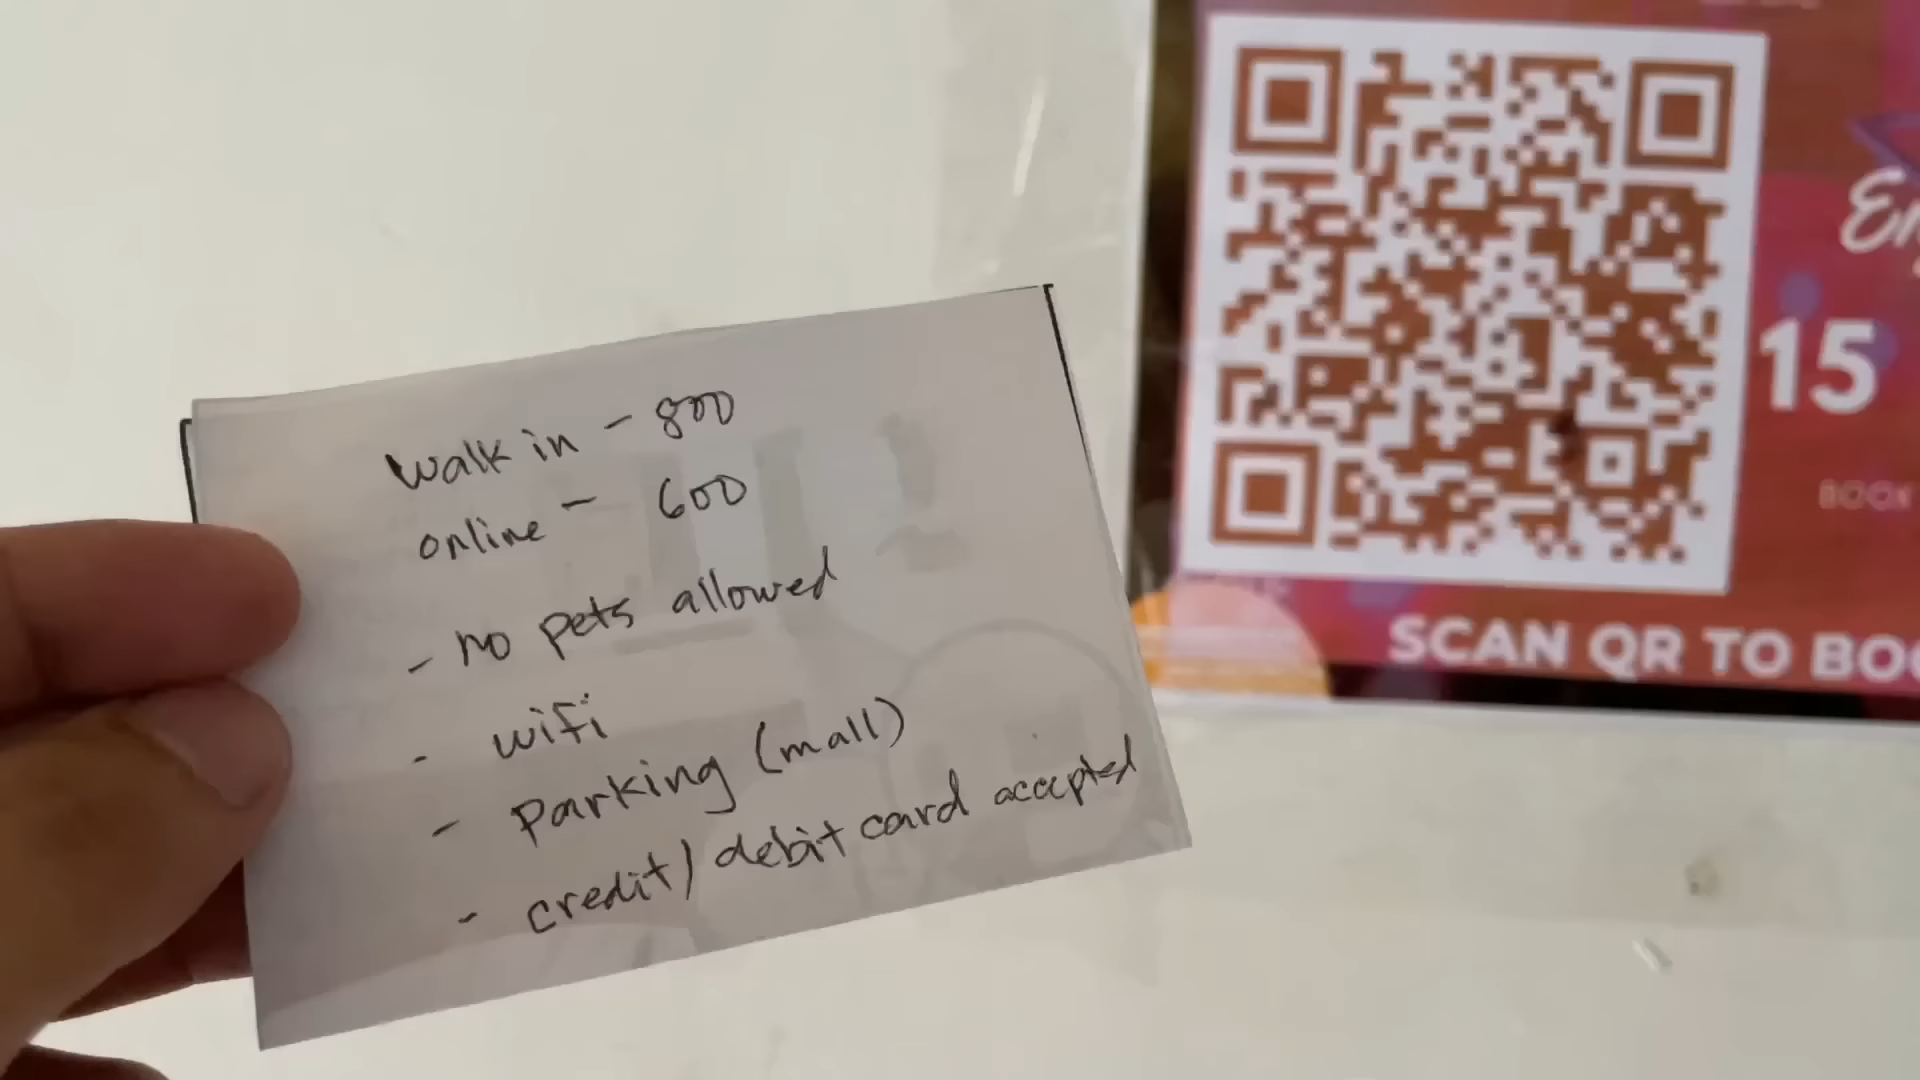 walk in - 800
online - 600
- no pets allowed
- wifi
- parking (mall)
- credit/debit card accepted
15
BOOK
SCAN QR TO